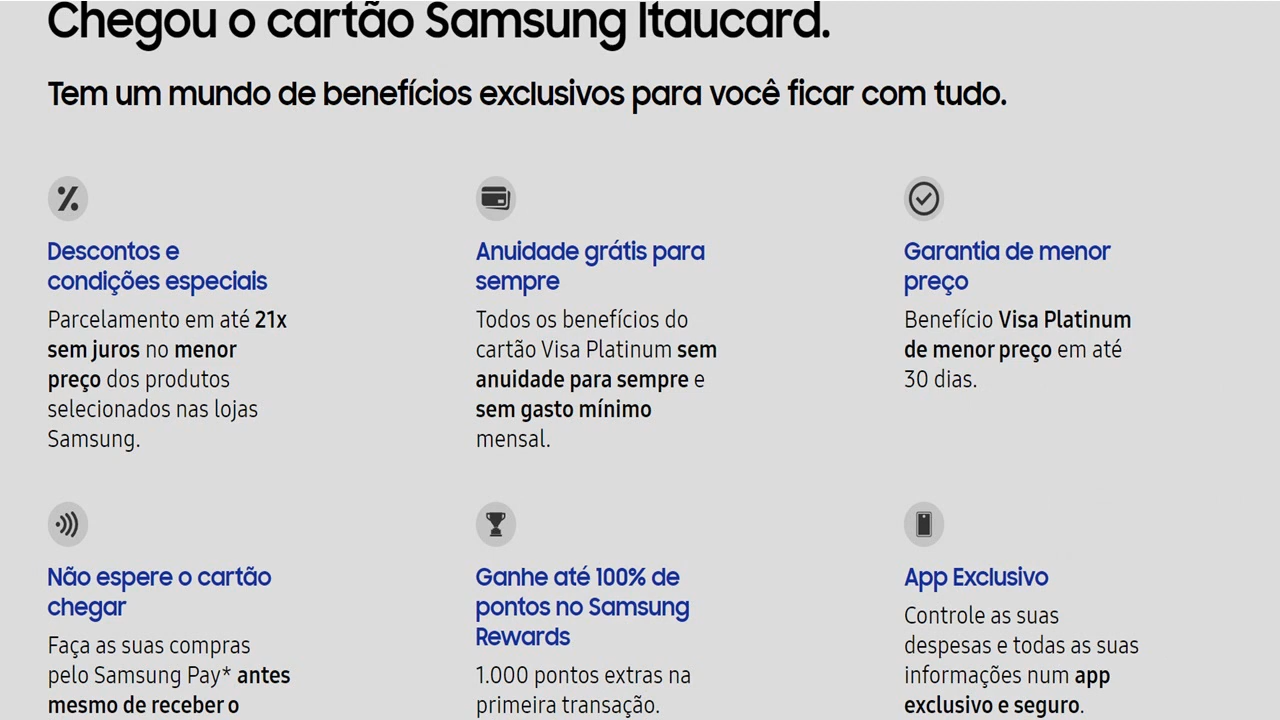 Chegou o cartão Samsung Itaucard.
Tem um mundo de benefícios exclusivos para você ficar com tudo.
Descontos e
condições especiais
Parcelamento em até 21x
sem juros no menor
preço dos produtos
selecionados nas lojas
Samsung.
Anuidade grátis para
sempre
Todos os benefícios do
cartão Visa Platinum sem
anuidade para sempre e
sem gasto mínimo
mensal.
Garantia de menor
preço
Benefício Visa Platinum
de menor preço em até
30 dias.
Não espere o cartão
chegar
Faça as suas compras
pelo Samsung Pay* antes
mesmo de receber o
Ganhe até 100% de
pontos no Samsung
Rewards
1.000 pontos extras na
primeira transação.
App Exclusivo
Controle as suas
despesas e todas as suas
informações num app
exclusivo e seguro.